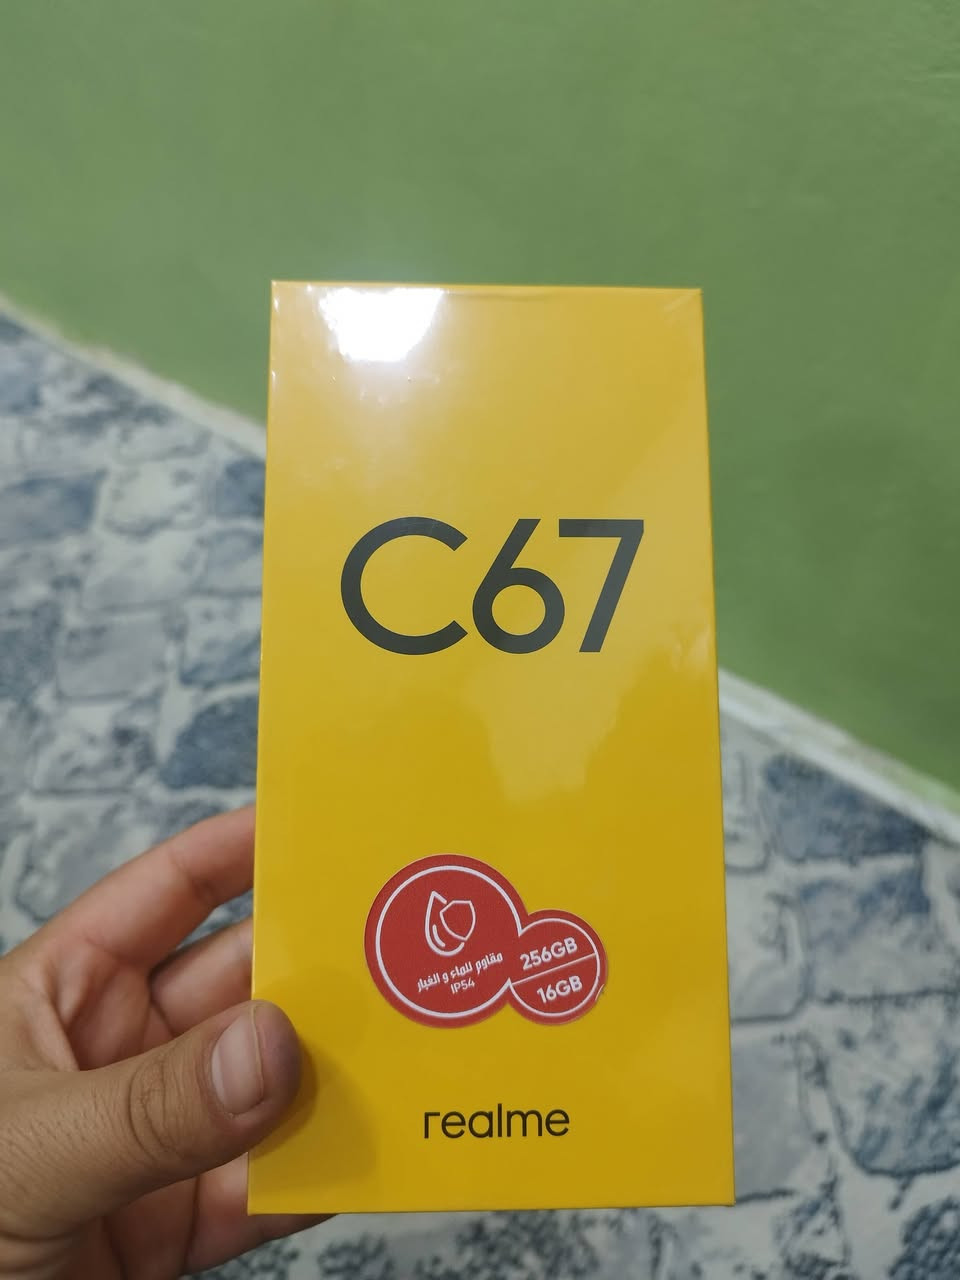 C67
مقاوم للماء و الغبار
IP54
256GB
16GB
realme